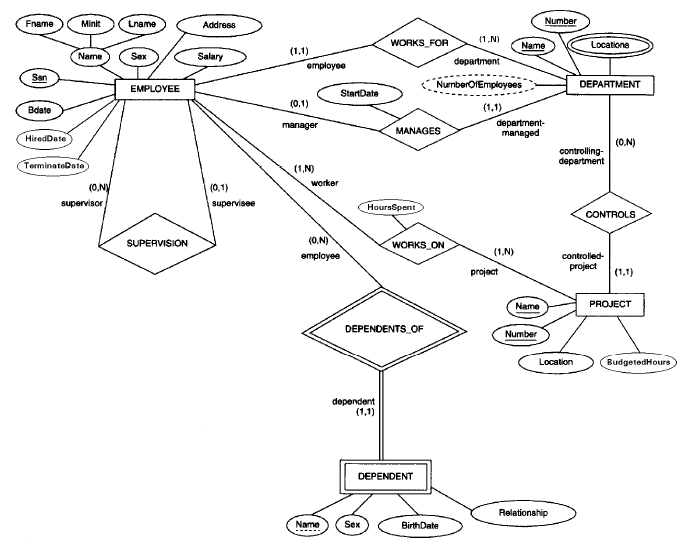 Fname
Minit
Lname
Address
Number
(1,1)
WORKS_FOR
(1,N)
Name
Locations
Name
Sex
Salary
employee
department
Ssn
EMPLOYEE
StartDate
NumberOfEmployees
DEPARTMENT
Bdate
(0,1)
manager
MANAGES
(1,1)
department-
managed
HiredDate
TerminateDate
controlling-
department
(0,N)
(0,N)
supervisor
(0,1)
supervisee
(1,N)
worker
HoursSpent
CONTROLS
SUPERVISION
(0,N)
employee
WORKS_ON
(1,N)
project
controlled-
project
(1,1)
Name
PROJECT
DEPENDENTS_OF
Number
Location
BudgetedHours
dependent
(1,1)
DEPENDENT
Name
Sex
BirthDate
Relationship